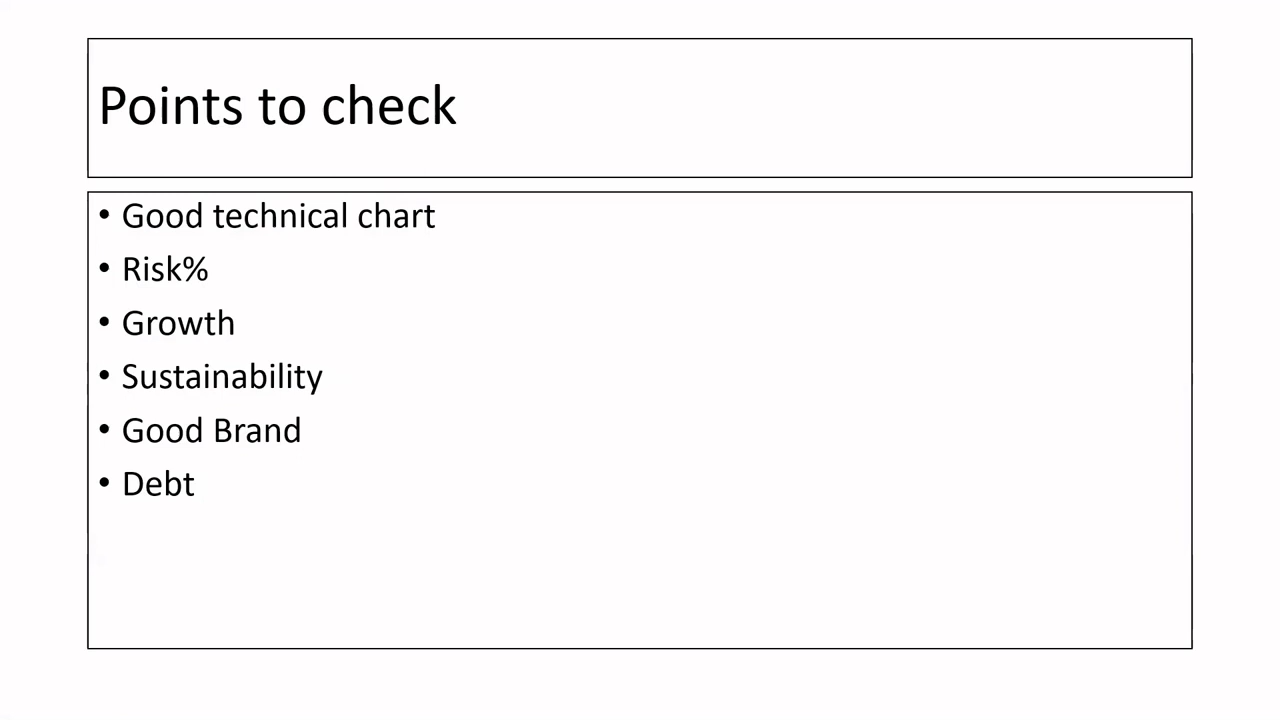 Points to check
• Good technical chart
• Risk%
• Growth
• Sustainability
• Good Brand
• Debt